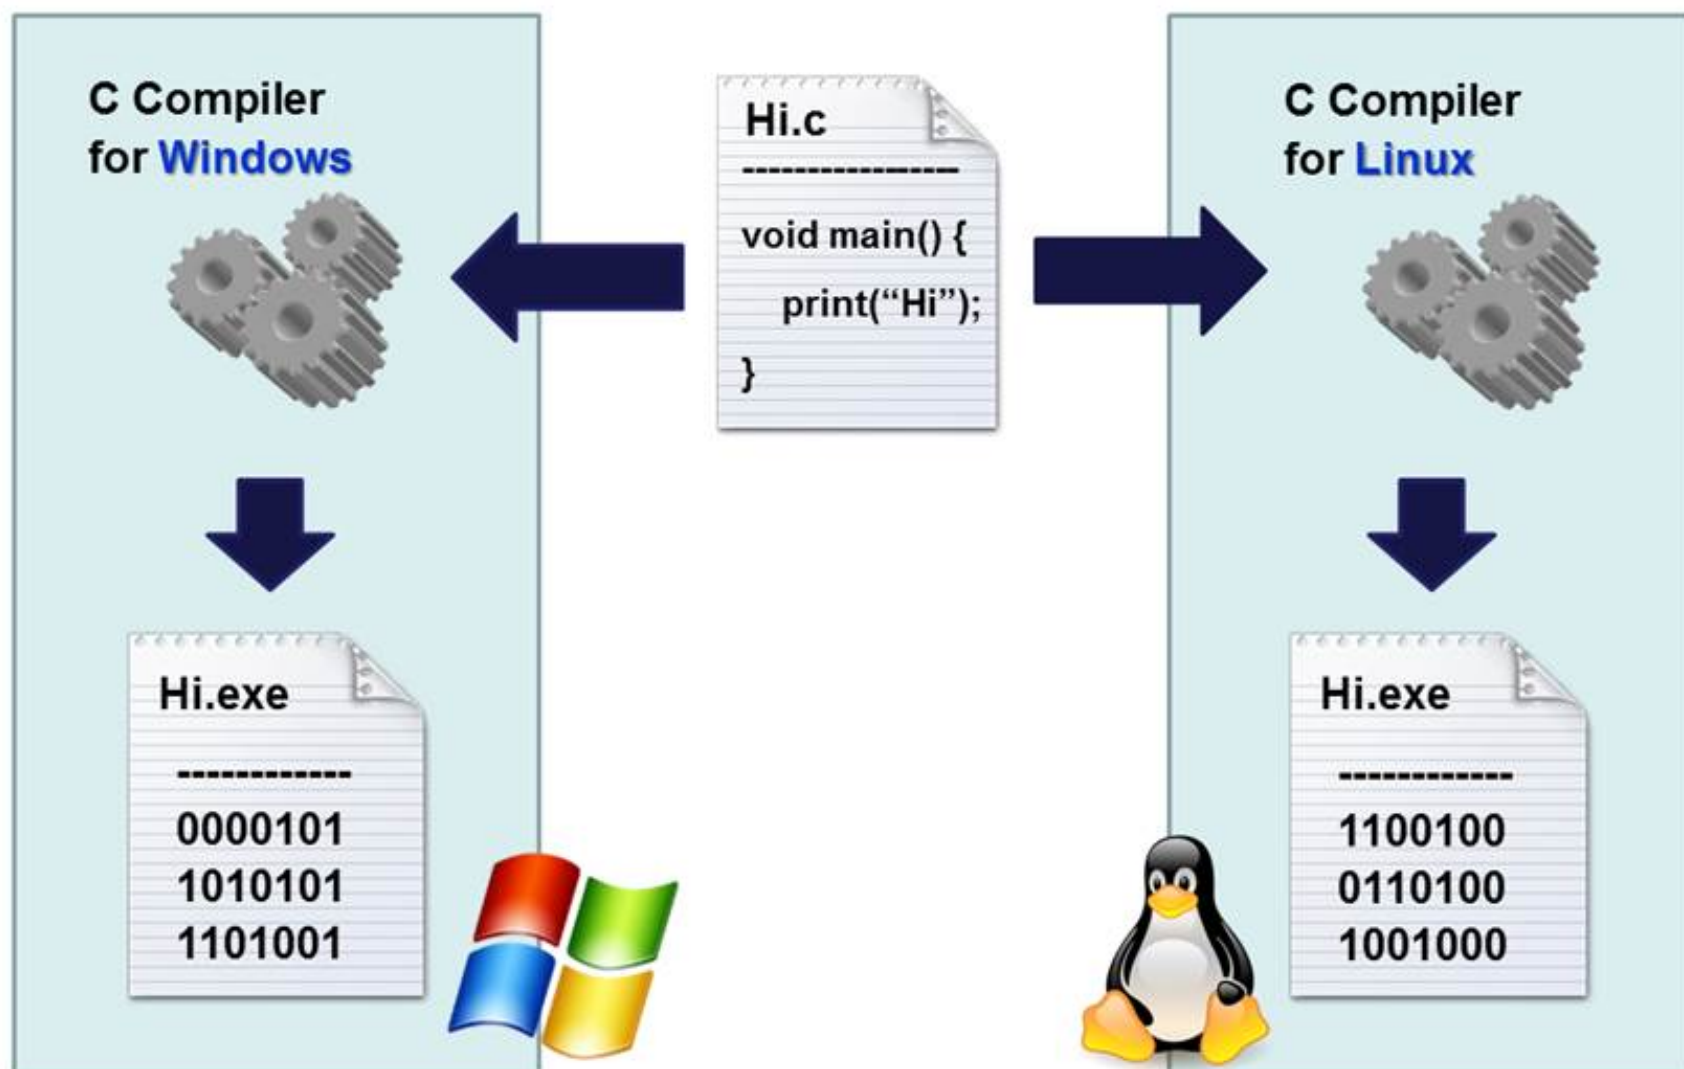 C Compiler
for Windows
Hi.exe
------------
0000101
1010101
1101001
Hi.c
-----------------
void main() {
print(“Hi”);
}
C Compiler
for Linux
Hi.exe
------------
1100100
0110100
1001000